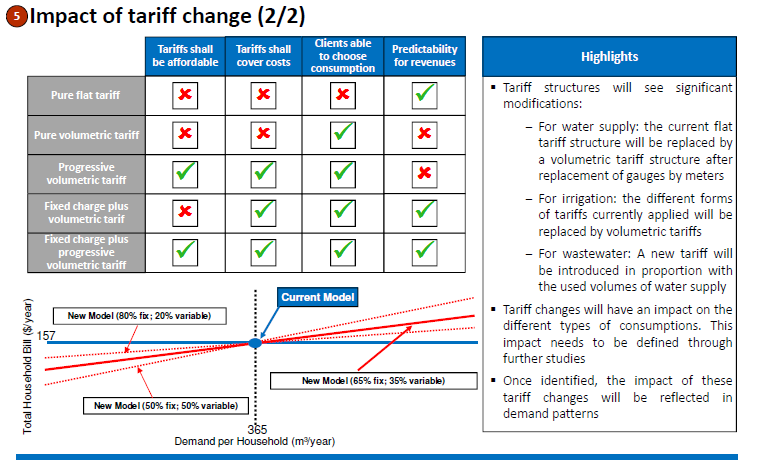 5 Impact of tariff change (2/2)
Tariffs shall
be affordable
Tariffs shall
cover costs
Clients able
to choose
consumption
Predictability
for revenues
Pure flat tariff
Pure volumetric tariff
Progressive
volumetric tariff
Fixed charge plus
volumetric tarif
Fixed charge plus
progressive
volumetric tariff
Total Household Bill ($/year)
157
New Model (80% fix; 20% variable)
Current Model
New Model (65% fix; 35% variable)
New Model (50% fix; 50% variable)
365
Demand per Household (m³/year)
Highlights
▪ Tariff structures will see significant
modifications:
– For water supply: the current flat
tariff structure will be replaced by
a volumetric tariff structure after
replacement of gauges by meters
– For irrigation: the different forms
of tariffs currently applied will be
replaced by volumetric tariffs
– For wastewater: A new tariff will
be introduced in proportion with
the used volumes of water supply
▪ Tariff changes will have an impact on the
different types of consumptions. This
impact needs to be defined through
further studies
▪ Once identified, the impact of these
tariff changes will be reflected in
demand patterns